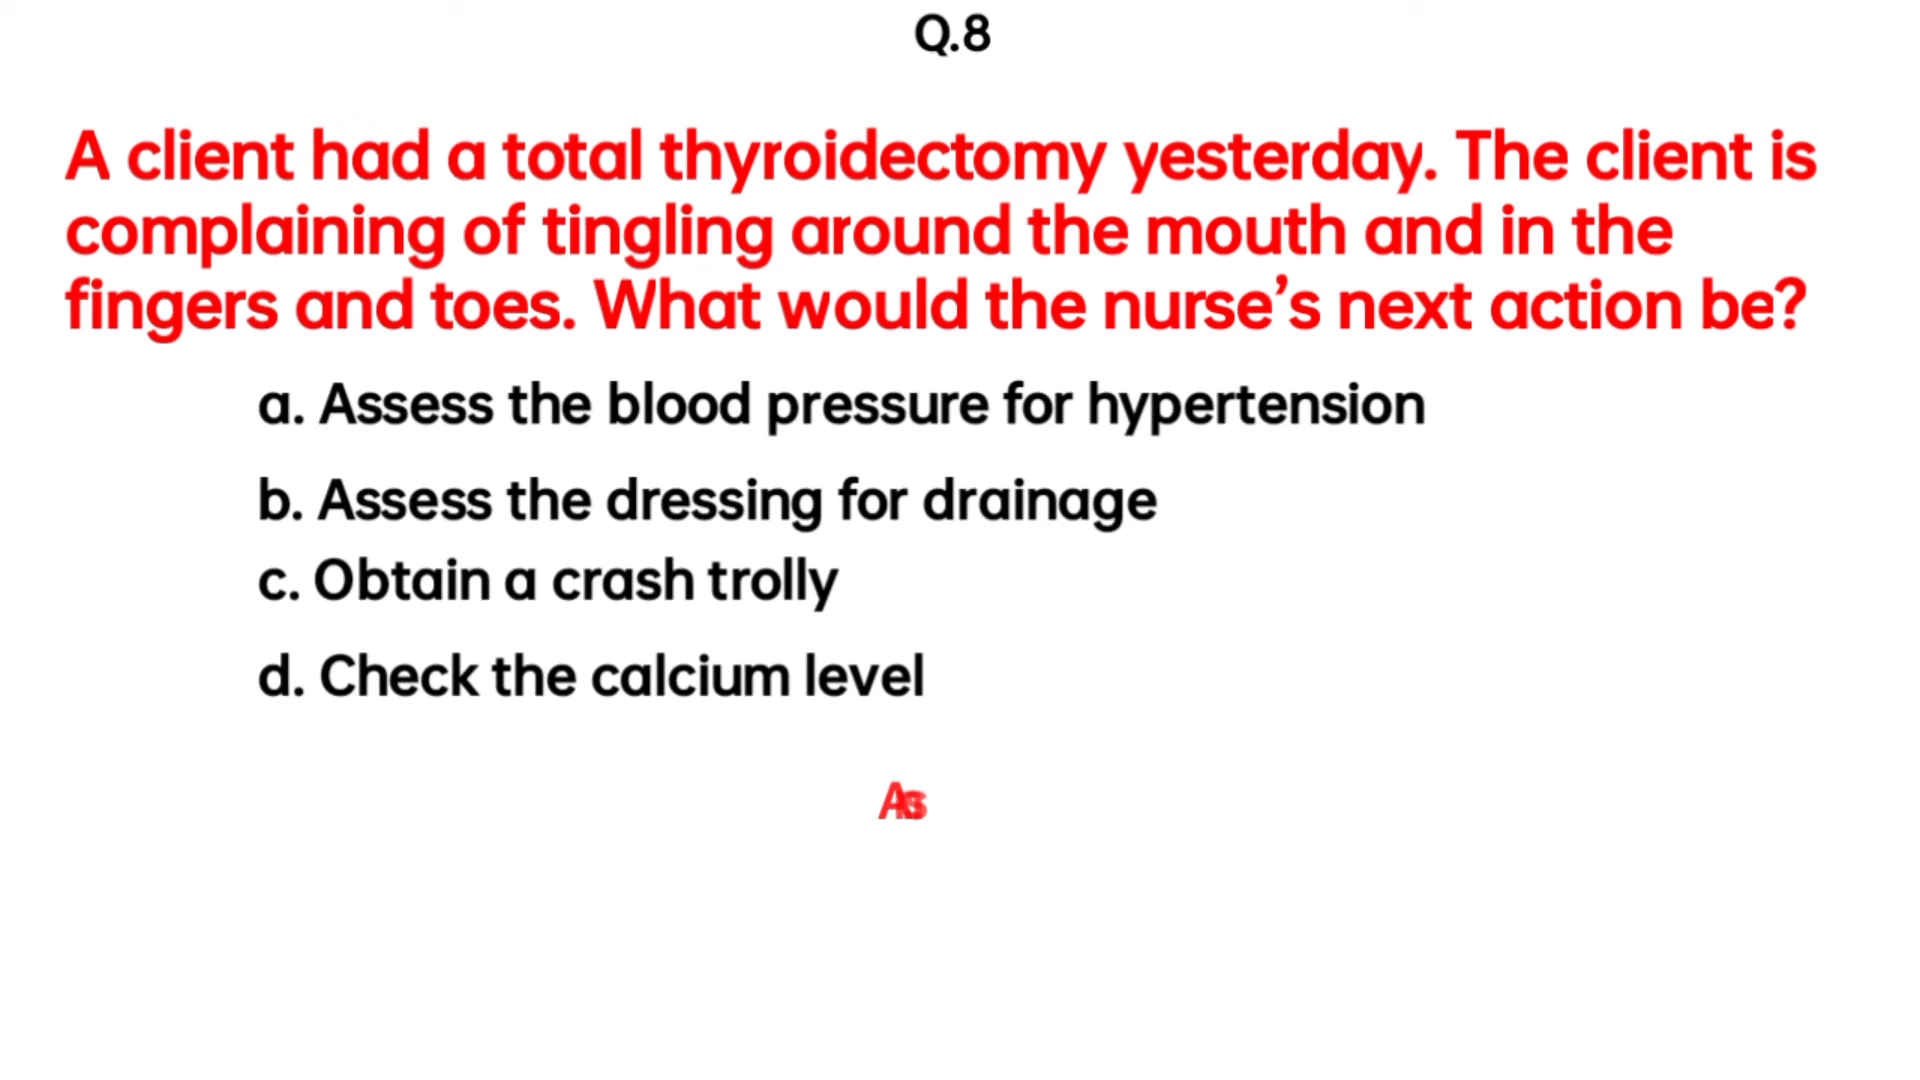 Q.8
A client had a total thyroidectomy yesterday. The client is
complaining of tingling around the mouth and in the
fingers and toes. What would the nurse’s next action be?
a. Assess the blood pressure for hypertension
b. Assess the dressing for drainage
c. Obtain a crash trolly
d. Check the calcium level